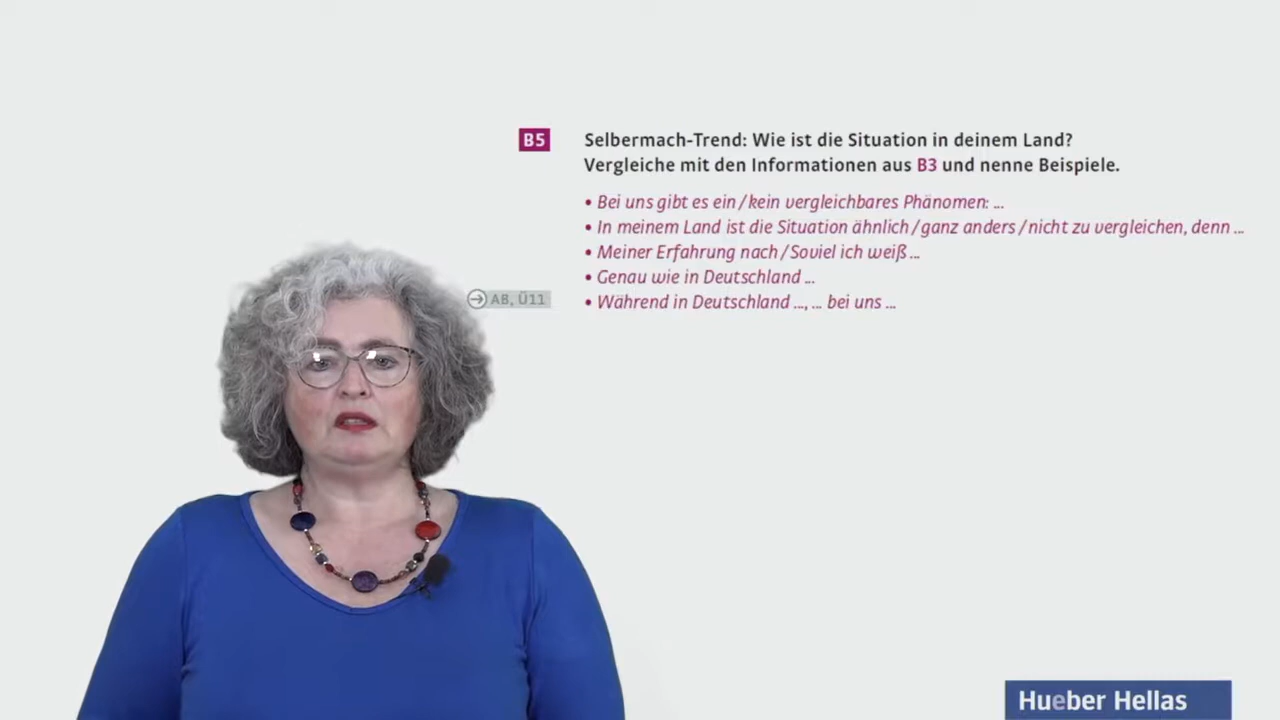 B5 Selbermach-Trend: Wie ist die Situation in deinem Land?
Vergleiche mit den Informationen aus B3 und nenne Beispiele.
• Bei uns gibt es ein / kein vergleichbares Phänomen: ...
• In meinem Land ist die Situation ähnlich / ganz anders / nicht zu vergleichen, denn ...
• Meiner Erfahrung nach / Soviel ich weiß ...
• Genau wie in Deutschland ...
AB, Ü11
• Während in Deutschland ..., ... bei uns ...
Hueber Hellas